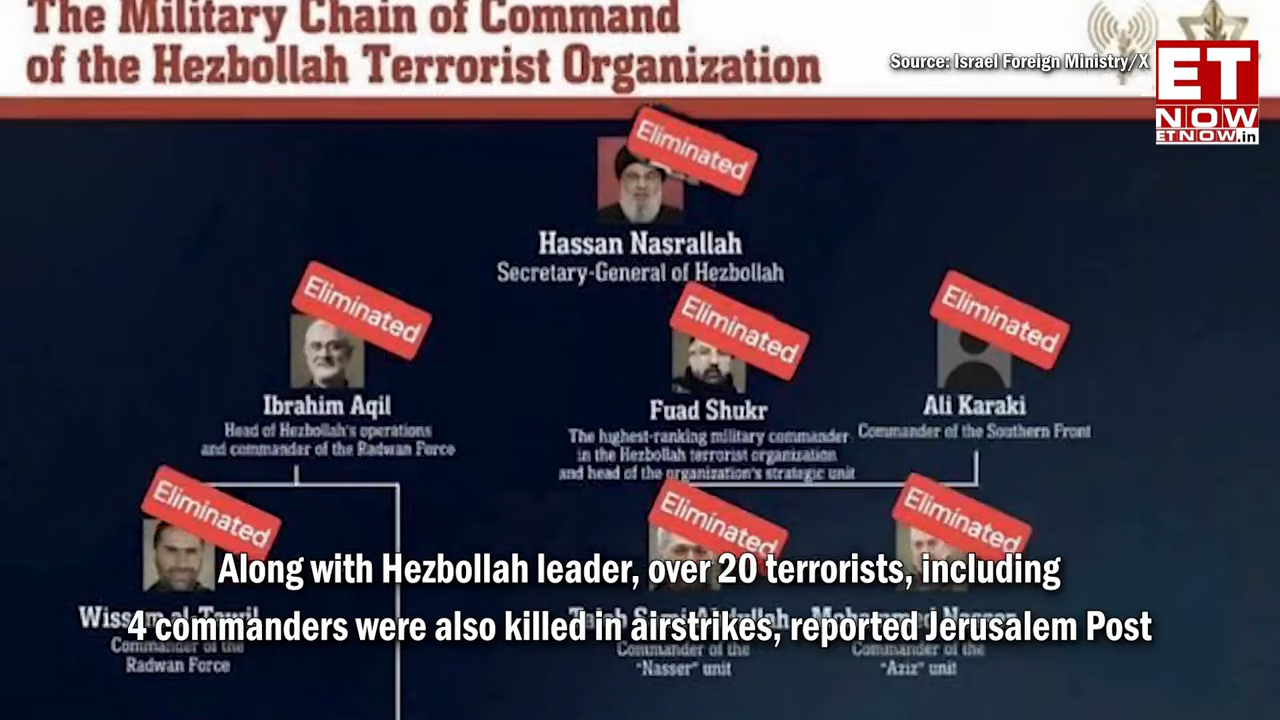 The Military Chain of Command
of the Hezbollah Terrorist Organization
Source: Israel Foreign Ministry/X
ET
NOW
ETNOW.in
Eliminated
Hassan Nasrallah
Secretary-General of Hezbollah
Eliminated
Ibrahim Aqil
Head of Hezbollah's operations
and commander of the Radwan Force
Eliminated
Fuad Shukr
The highest-ranking military commander
in the Hezbollah terrorist organization
and head of the organization's strategic unit
Eliminated
Ali Karaki
Commander of the Southern Front
Eliminated
Eliminated
Eliminated
Along with Hezbollah leader, over 20 terrorists, including
4 commanders were also killed in airstrikes, reported Jerusalem Post
Commander of the
Radwan Force
Commander of the
"Nasser" unit
Commander of the
"Aziz" unit